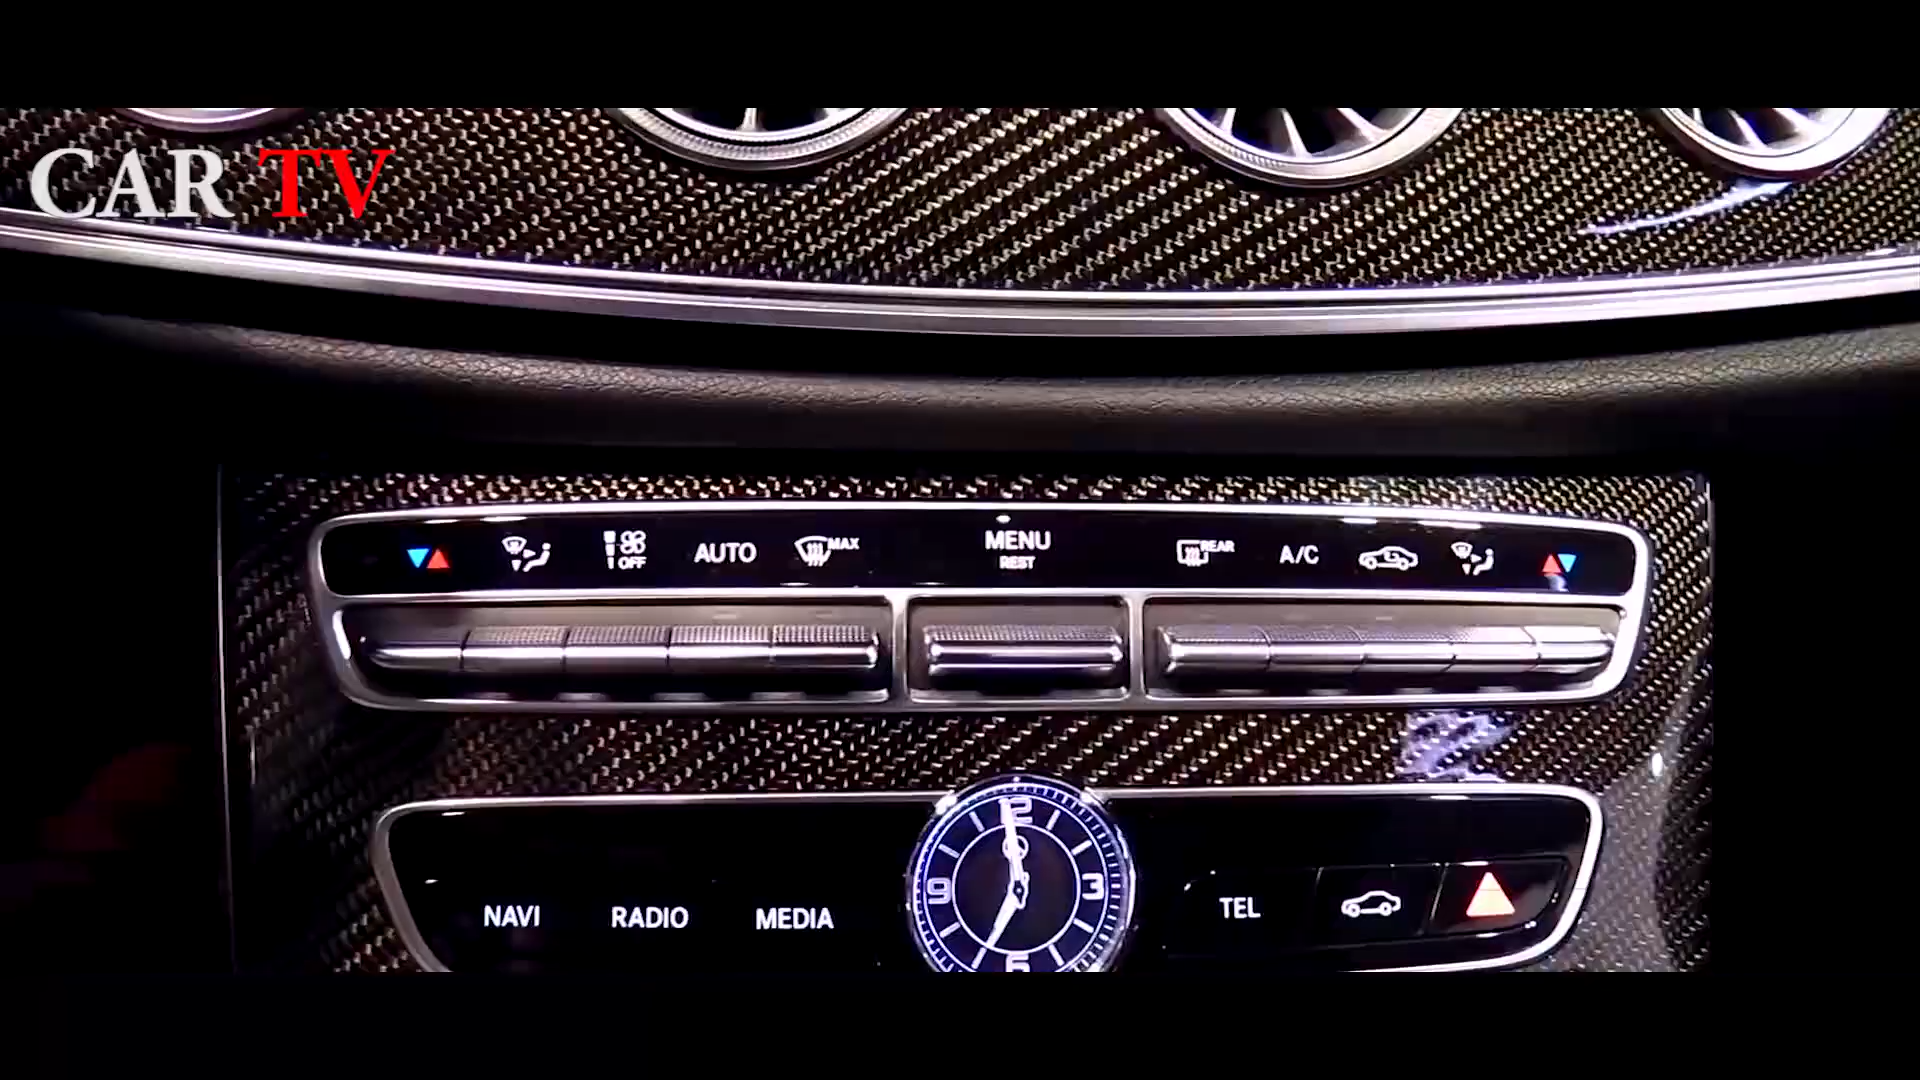 CAR TV
OFF AUTO MAX MENU REAR A/C
REST
12
9 3
6
NAVI RADIO MEDIA TEL